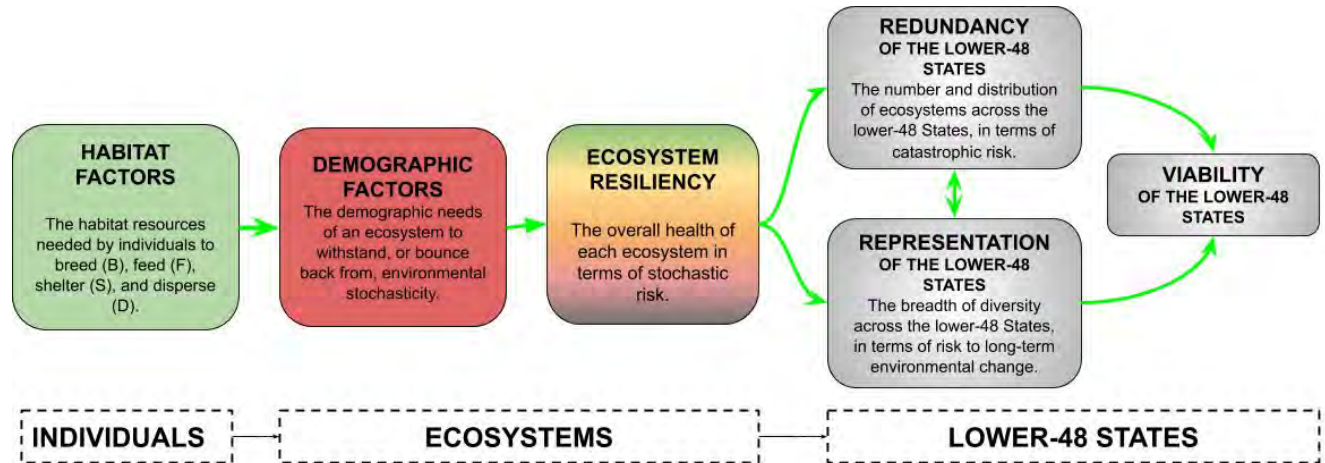 HABITAT
FACTORS
The habitat resources
needed by individuals to
breed (B), feed (F),
shelter (S), and disperse
(D).
DEMOGRAPHIC
FACTORS
The demographic needs
of an ecosystem to
withstand, or bounce
back from, environmental
stochasticity.
ECOSYSTEM
RESILIENCY
The overall health of
each ecosystem in
terms of stochastic
risk.
REDUNDANCY
OF THE LOWER-48
STATES
The number and distribution
of ecosystems across the
lower-48 States, in terms of
catastrophic risk.
REPRESENTATION
OF THE LOWER-48
STATES
The breadth of diversity
across the lower-48 States,
in terms of risk to long-term
environmental change.
VIABILITY
OF THE LOWER-48
STATES
INDIVIDUALS
ECOSYSTEMS
LOWER-48 STATES